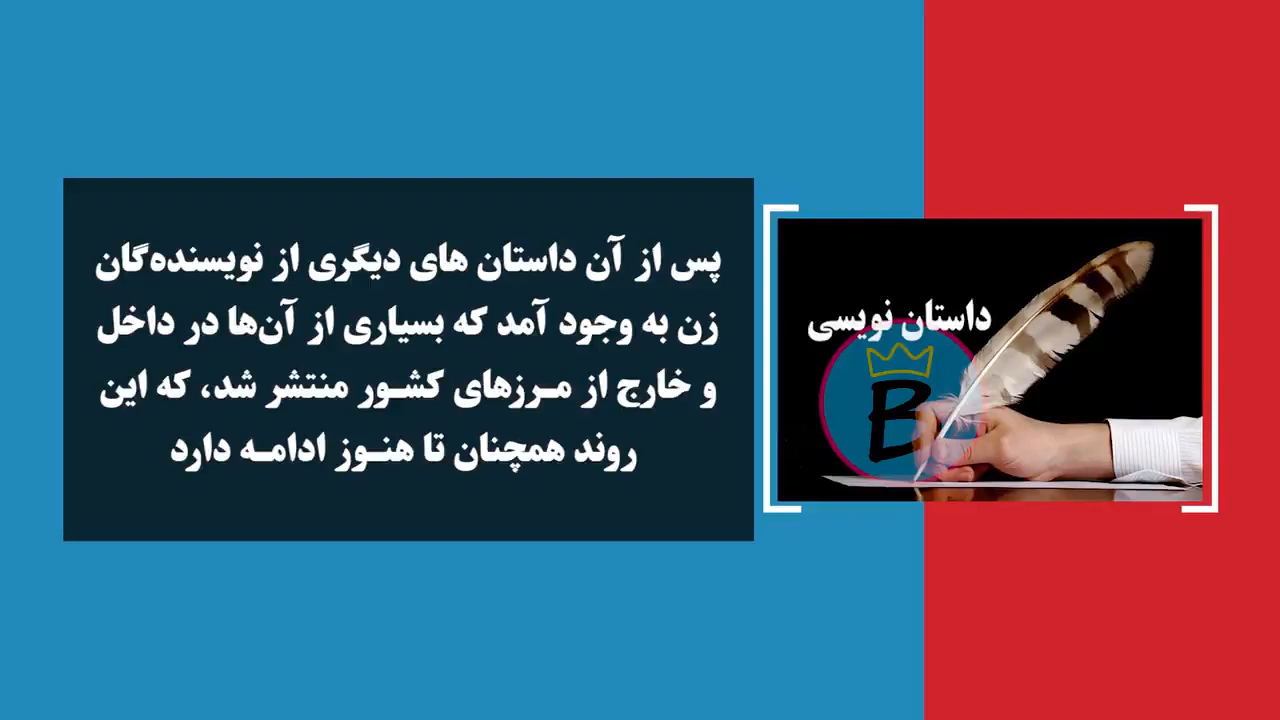 پس از آن داستان های دیگری از نویسنده‌گان
زن به وجود آمد که بسیاری از آن‌ها در داخل
و خارج از مـرزهای کشـور منتشر شد، که این
روند همچنان تا هنـوز ادامـه دارد
داستان نویسی
B